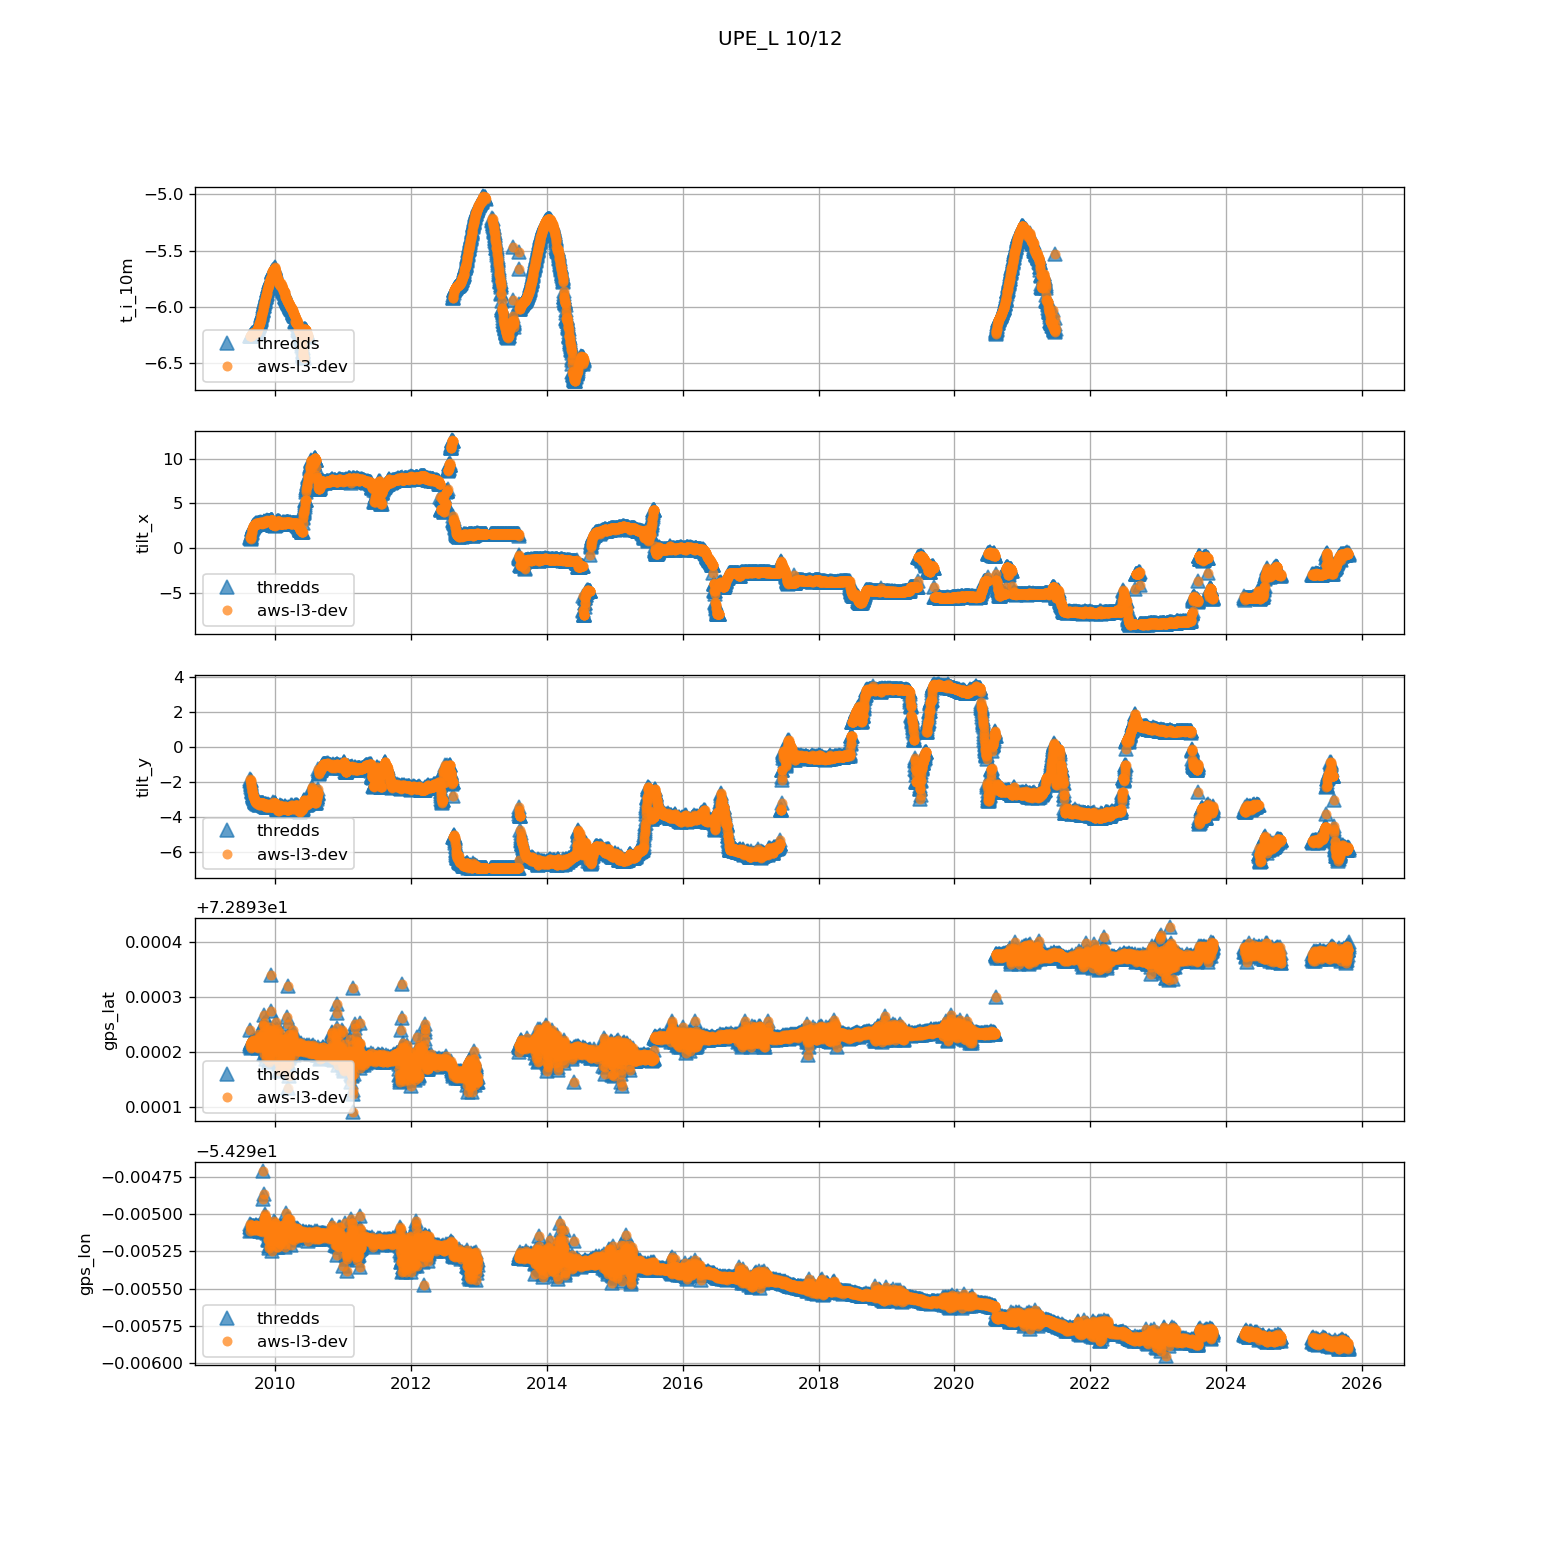 UPE_L 10/12
−5.0
−5.5
−6.0
−6.5
t_i_10m
thredds
aws-l3-dev
10
5
0
−5
tilt_x
thredds
aws-l3-dev
4
2
0
−2
−4
−6
tilt_y
thredds
aws-l3-dev
+7.2893e1
0.0004
0.0003
0.0002
0.0001
gps_lat
thredds
aws-l3-dev
−5.429e1
−0.00475
−0.00500
−0.00525
−0.00550
−0.00575
−0.00600
gps_lon
thredds
aws-l3-dev
2010 2012 2014 2016 2018 2020 2022 2024 2026